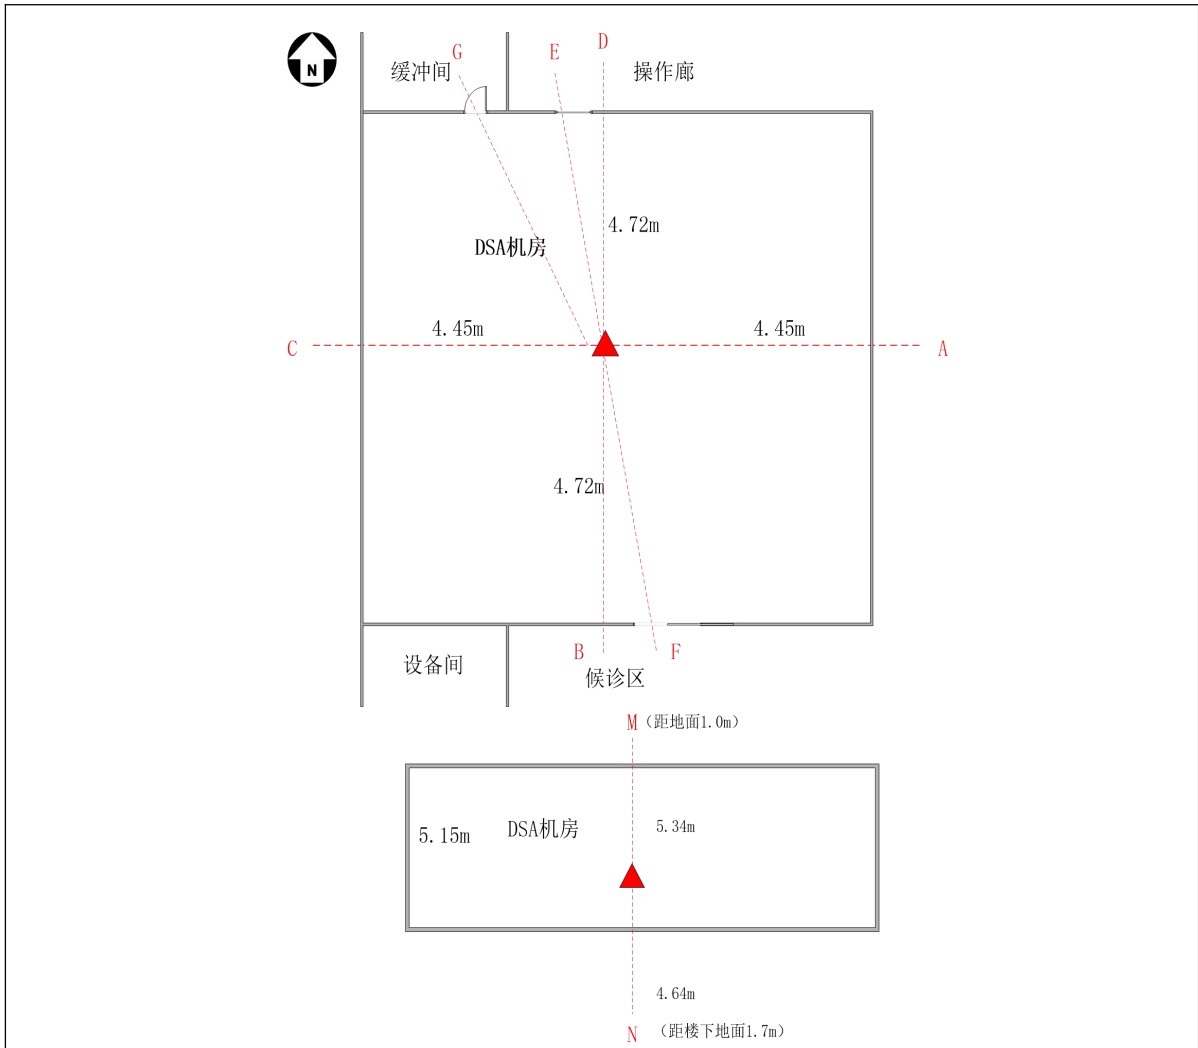 D
G
E
缓冲间
操作廊
N
4.72m
DSA机房
4.45m
4.45m
C
A
4.72m
B
F
设备间
候诊区
M（距地面1.0m）
DSA机房
5.34m
5.15m
4.64m
N （距楼下地面1.7m）